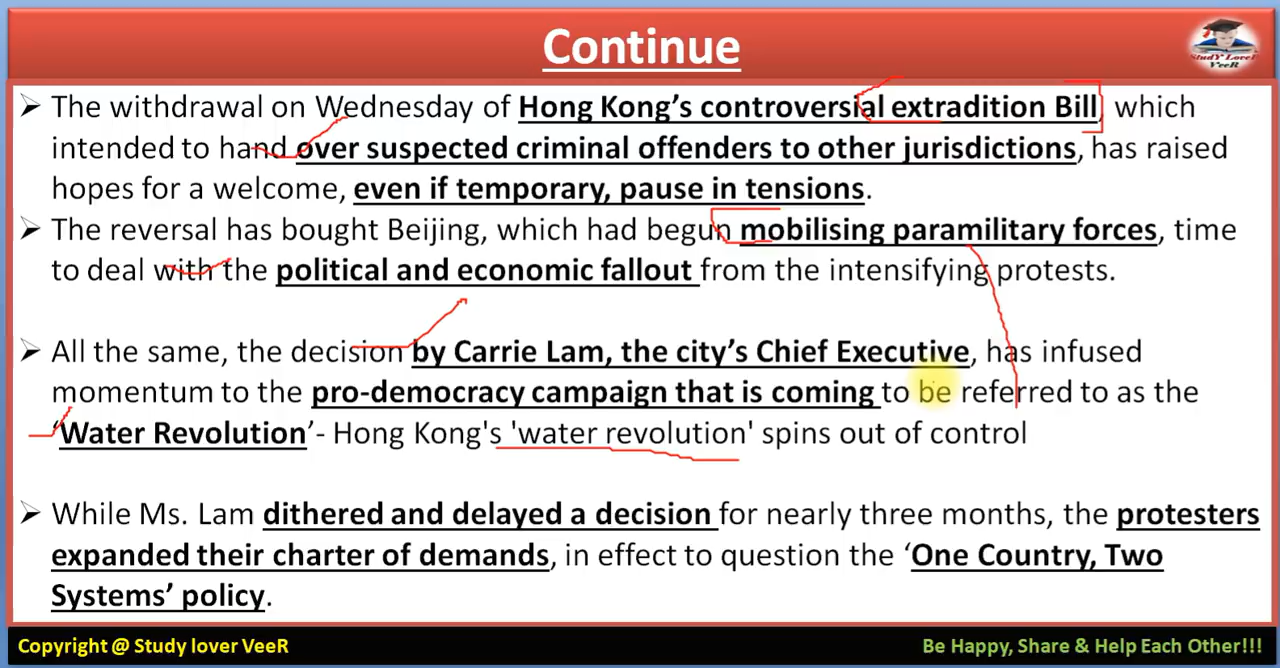 Continue
StudY LoveR
VeeR
➢ The withdrawal on Wednesday of Hong Kong's controversial extradition Bill, which
intended to hand over suspected criminal offenders to other jurisdictions, has raised
hopes for a welcome, even if temporary, pause in tensions.
➢ The reversal has bought Beijing, which had begun mobilising paramilitary forces, time
to deal with the political and economic fallout from the intensifying protests.
➢ All the same, the decision by Carrie Lam, the city's Chief Executive, has infused
momentum to the pro-democracy campaign that is coming to be referred to as the
‘Water Revolution’- Hong Kong's 'water revolution' spins out of control
➢ While Ms. Lam dithered and delayed a decision for nearly three months, the protesters
expanded their charter of demands, in effect to question the ‘One Country, Two
Systems’ policy.
Copyright @ Study lover VeeR
Be Happy, Share & Help Each Other!!!